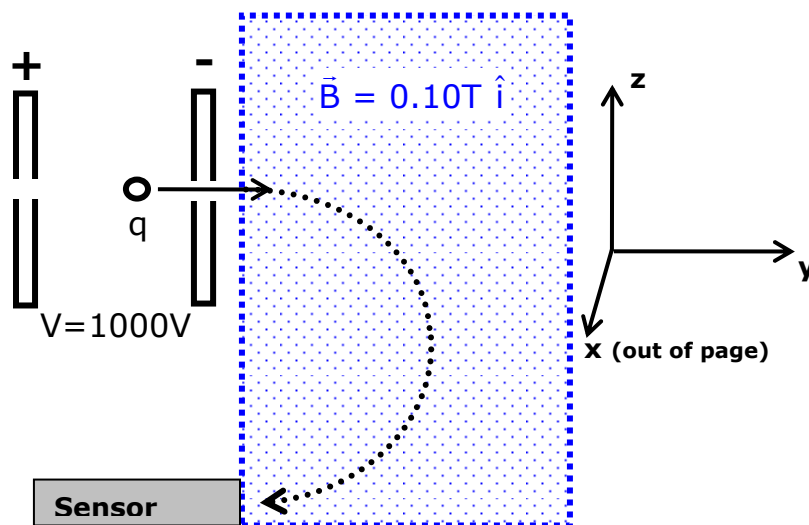 + -
B⃗ = 0.10T î
z
q
y
V=1000V
x (out of page)
Sensor